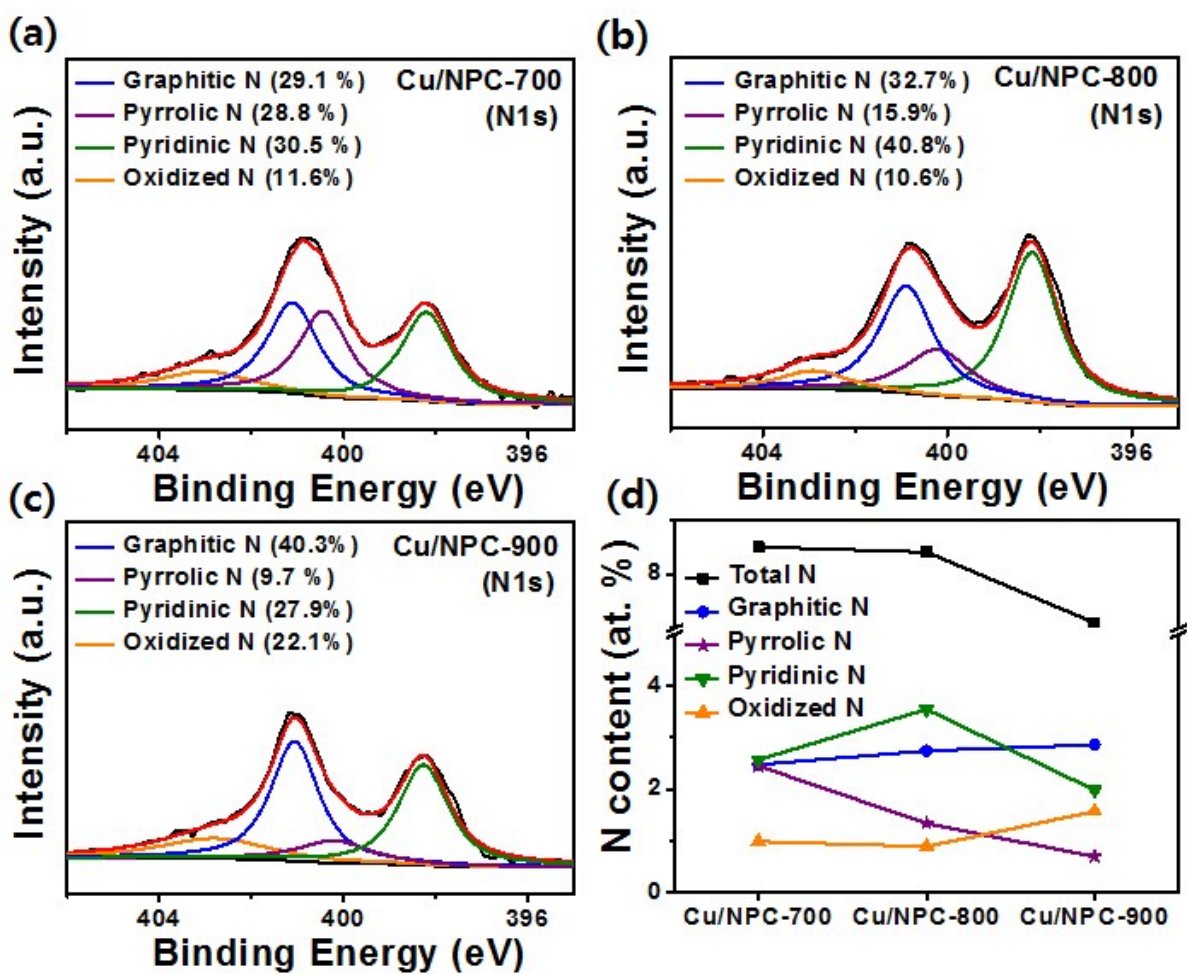 (a)
Graphitic N (29.1 %)
Pyrrolic N (28.8 %)
Pyridinic N (30.5 %)
Oxidized N (11.6%)
Cu/NPC-700
(N1s)
Intensity (a.u.)
404 400 396
Binding Energy (eV)
(b)
Graphitic N (32.7%)
Pyrrolic N (15.9%)
Pyridinic N (40.8%)
Oxidized N (10.6%)
Cu/NPC-800
(N1s)
Intensity (a.u.)
404 400 396
Binding Energy (eV)
(c)
Graphitic N (40.3%)
Pyrrolic N (9.7 %)
Pyridinic N (27.9%)
Oxidized N (22.1%)
Cu/NPC-900
(N1s)
Intensity (a.u.)
404 400 396
Binding Energy (eV)
(d)
Total N
Graphitic N
Pyrrolic N
Pyridinic N
Oxidized N
N content (at. %)
8
4
2
0
Cu/NPC-700 Cu/NPC-800 Cu/NPC-900